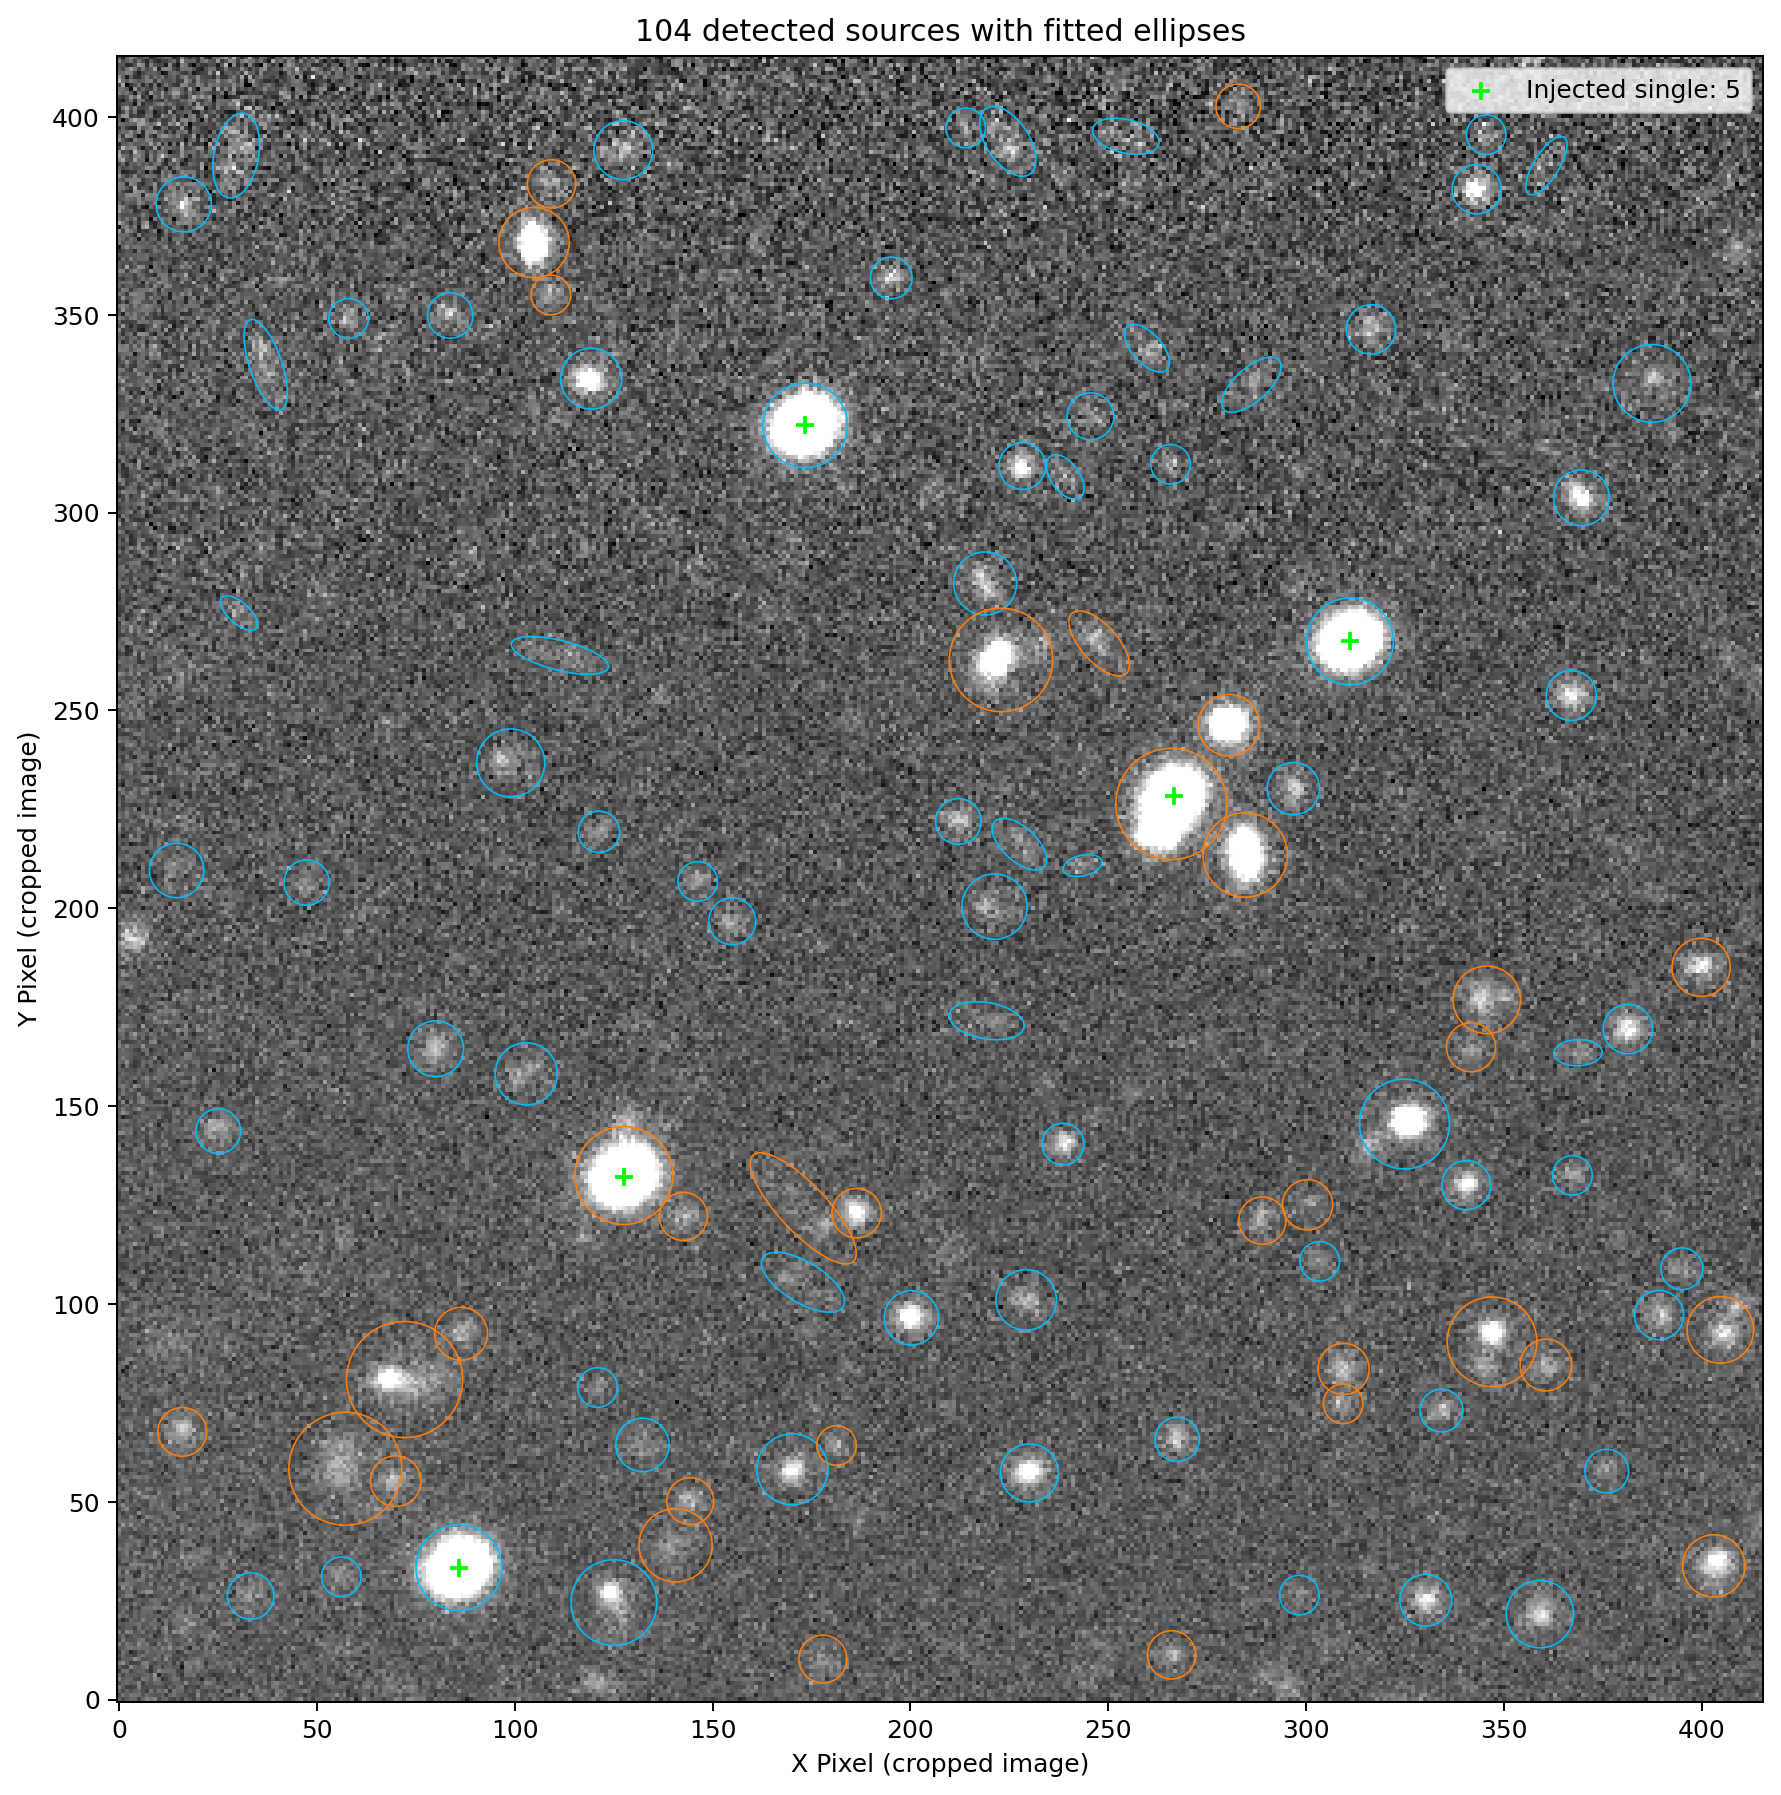 104 detected sources with fitted ellipses
Injected single: 5
Y Pixel (cropped image)
400
350
300
250
200
150
100
50
0
0 50 100 150 200 250 300 350 400
X Pixel (cropped image)